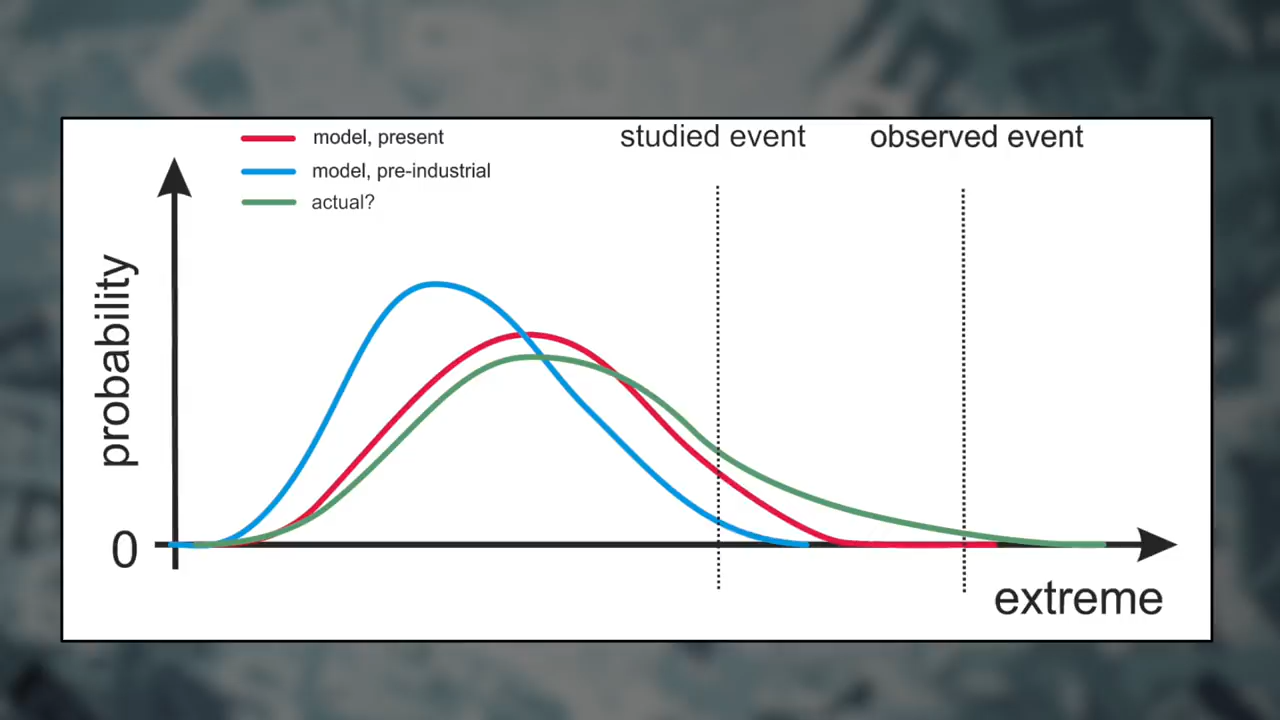 model, present
model, pre-industrial
actual?
studied event
observed event
probability
0
extreme